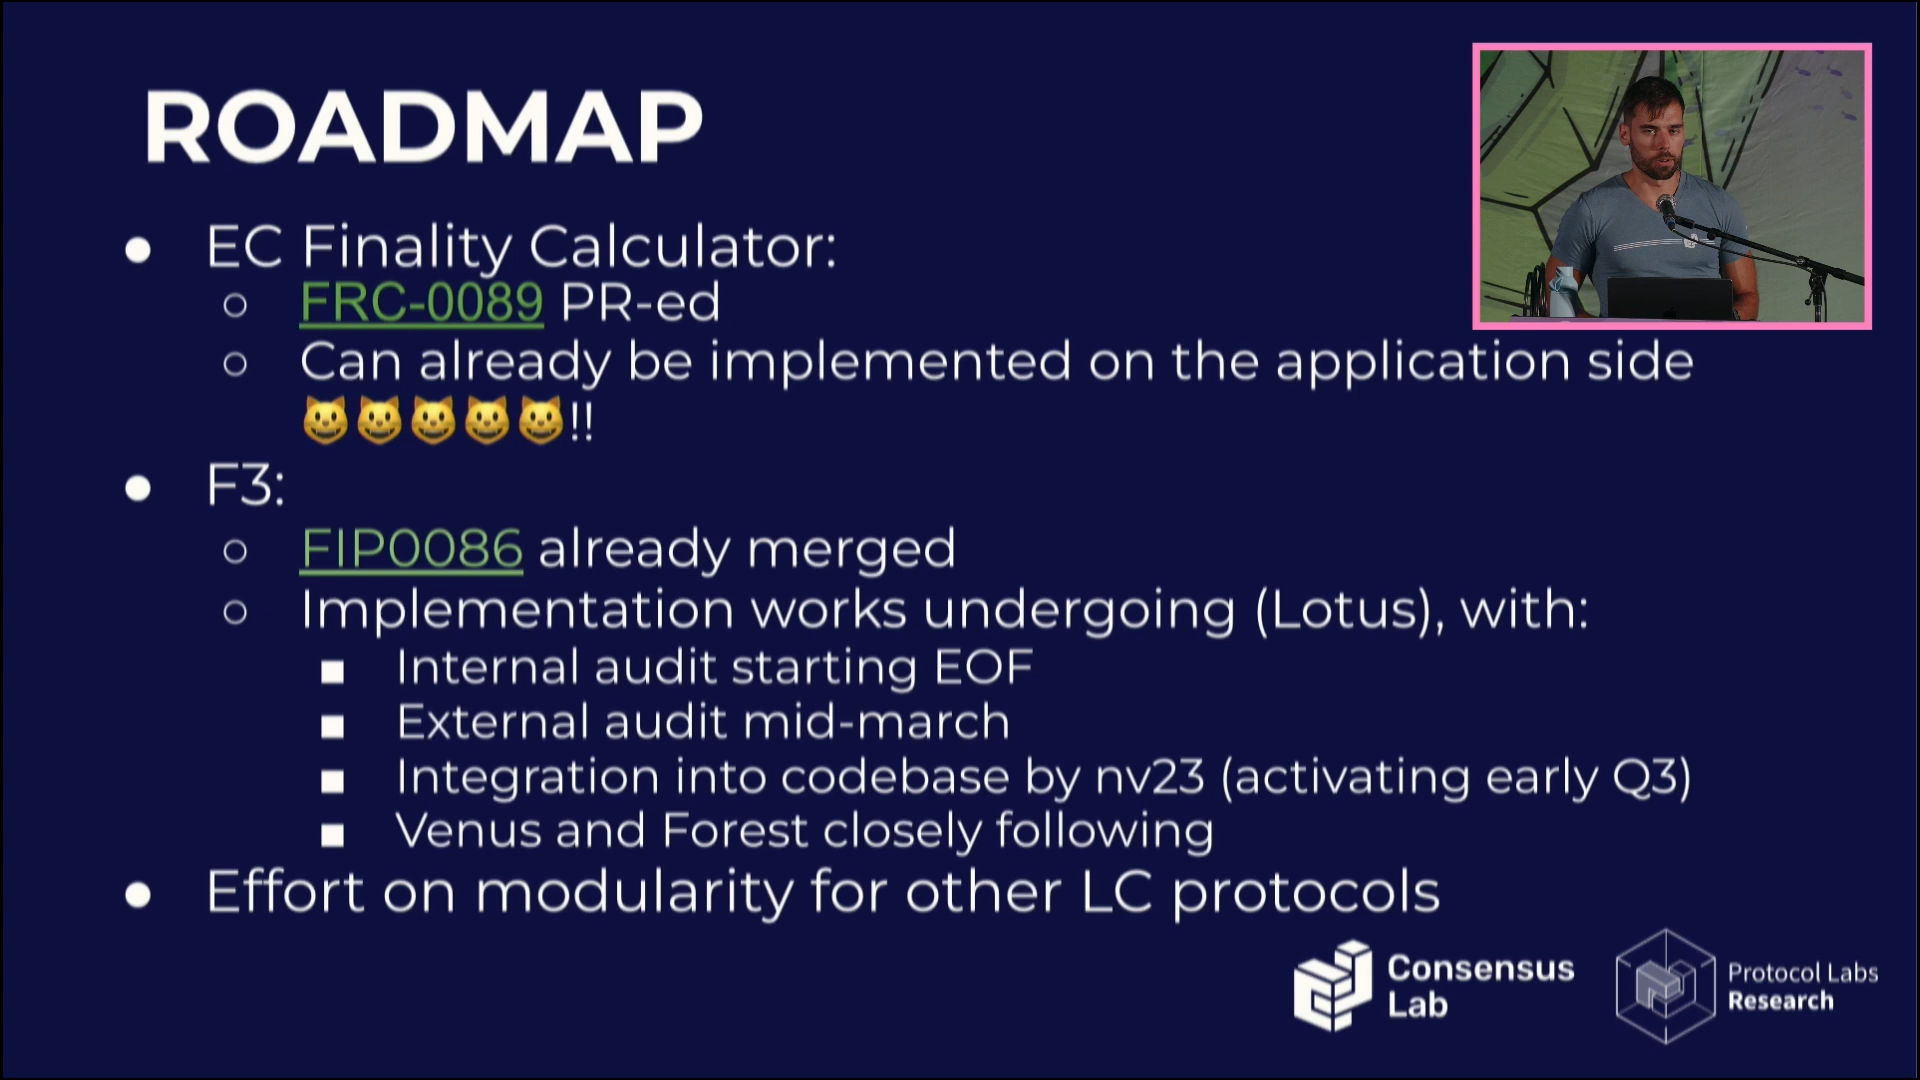 ROADMAP
● EC Finality Calculator:
○ FRC-0089 PR-ed
○ Can already be implemented on the application side
😺😺😺😺😺!!
● F3:
○ FIP0086 already merged
○ Implementation works undergoing (Lotus), with:
■ Internal audit starting EOF
■ External audit mid-march
■ Integration into codebase by nv23 (activating early Q3)
■ Venus and Forest closely following
● Effort on modularity for other LC protocols
Consensus
Lab
Protocol Labs
Research